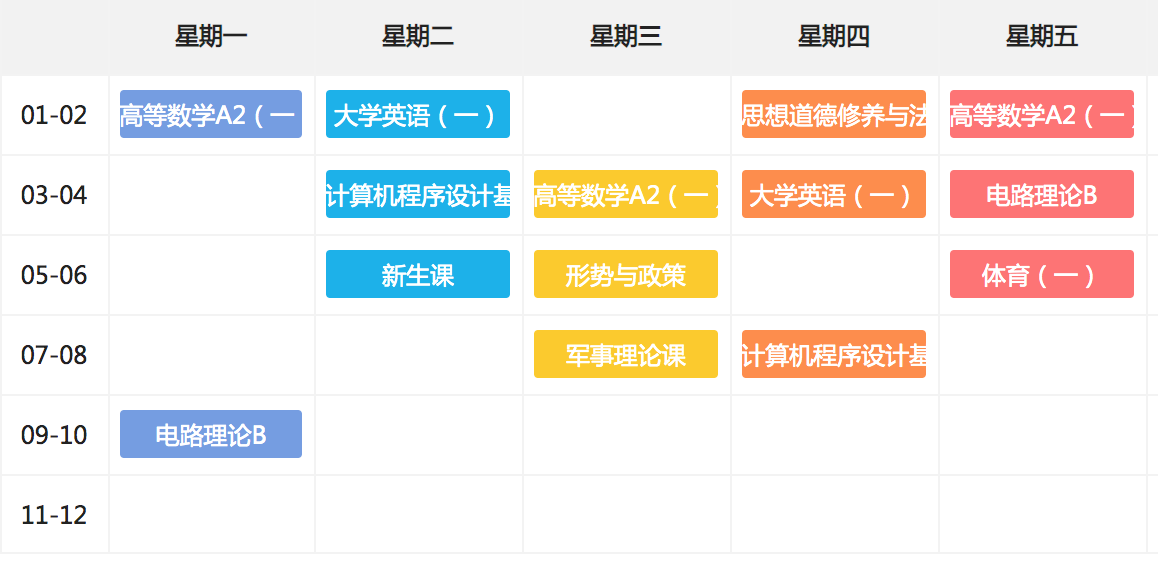 星期一 星期二 星期三 星期四 星期五
01-02 高等数学A2（一 大学英语（一） 思想道德修养与法 高等数学A2（一）
03-04 计算机程序设计基 高等数学A2（一） 大学英语（一） 电路理论B
05-06 新生课 形势与政策 体育（一）
07-08 军事理论课 计算机程序设计基
09-10 电路理论B
11-12